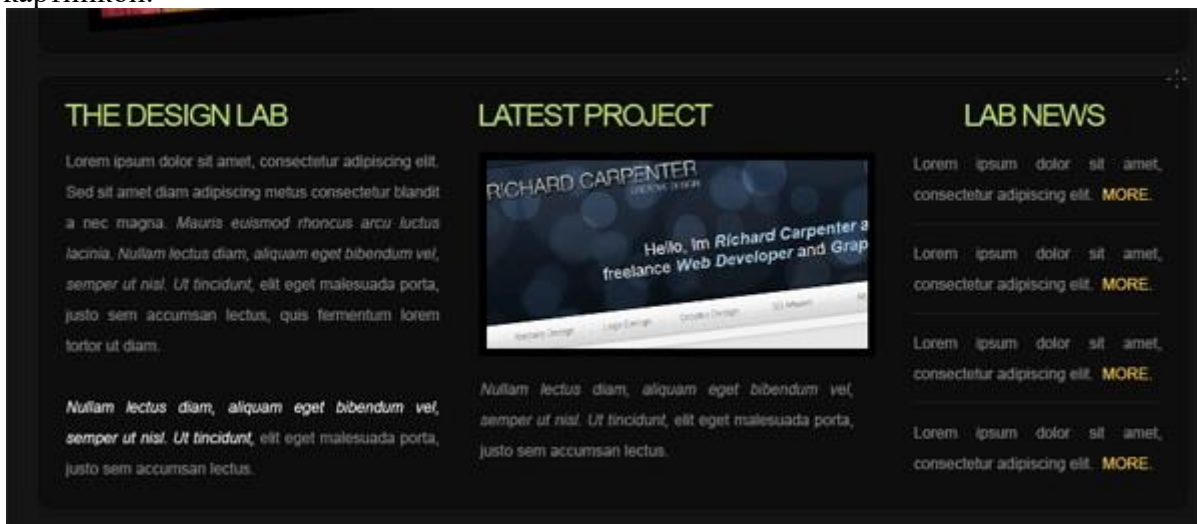 картинкой.
THE DESIGN LAB
Lorem ipsum dolor sit amet, consectetur adipiscing elit.
Sed sit amet diam adipiscing metus consectetur blandit
a nec magna. Mauris euismod rhoncus arcu luctus
lacinia. Nullam lectus diam, aliquam eget bibendum vel,
semper ut nisl. Ut tincidunt, elit eget malesuada porta,
justo sem accumsan lectus, quis fermentum lorem
tortor ut diam.
Nullam lectus diam, aliquam eget bibendum vel,
semper ut nisl. Ut tincidunt, elit eget malesuada porta,
justo sem accumsan lectus.
LATEST PROJECT
RICHARD CARPENTER
CREATIVE DESIGN
Hello, Im Richard Carpenter a
freelance Web Developer and Grap
Website Design Logo Design Graphic Design
Nullam lectus diam, aliquam eget bibendum vel,
semper ut nisl. Ut tincidunt, elit eget malesuada porta,
justo sem accumsan lectus.
LAB NEWS
Lorem ipsum dolor sit amet,
consectetur adipiscing elit. MORE.
Lorem ipsum dolor sit amet,
consectetur adipiscing elit. MORE.
Lorem ipsum dolor sit amet,
consectetur adipiscing elit. MORE.
Lorem ipsum dolor sit amet,
consectetur adipiscing elit. MORE.